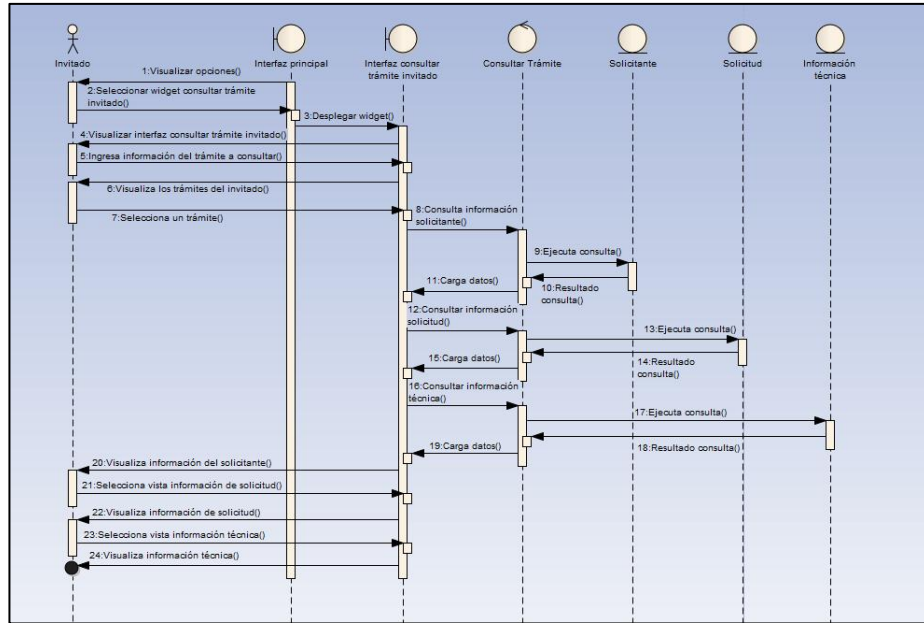 Invitado
Interfaz principal
Interfaz consultar
trámite invitado
Consultar Trámite
Solicitante
Solicitud
Información
técnica
1:Visualizar opciones()
2:Seleccionar widget consultar trámite
invitado()
3:Desplegar widget()
4:Visualizar interfaz consultar trámite invitado()
5:Ingresa información del trámite a consultar()
6:Visualiza los trámites del invitado()
7:Selecciona un trámite()
8:Consulta información
solicitante()
9:Ejecuta consulta()
10:Resultado
consulta()
11:Carga datos()
12:Consultar información
solicitud()
13:Ejecuta consulta()
14:Resultado
consulta()
15:Carga datos()
16:Consultar información
técnica()
17:Ejecuta consulta()
18:Resultado consulta()
19:Carga datos()
20:Visualiza información del solicitante()
21:Selecciona vista información de solicitud()
22:Visualiza información de solicitud()
23:Selecciona vista información técnica()
24:Visualiza información técnica()